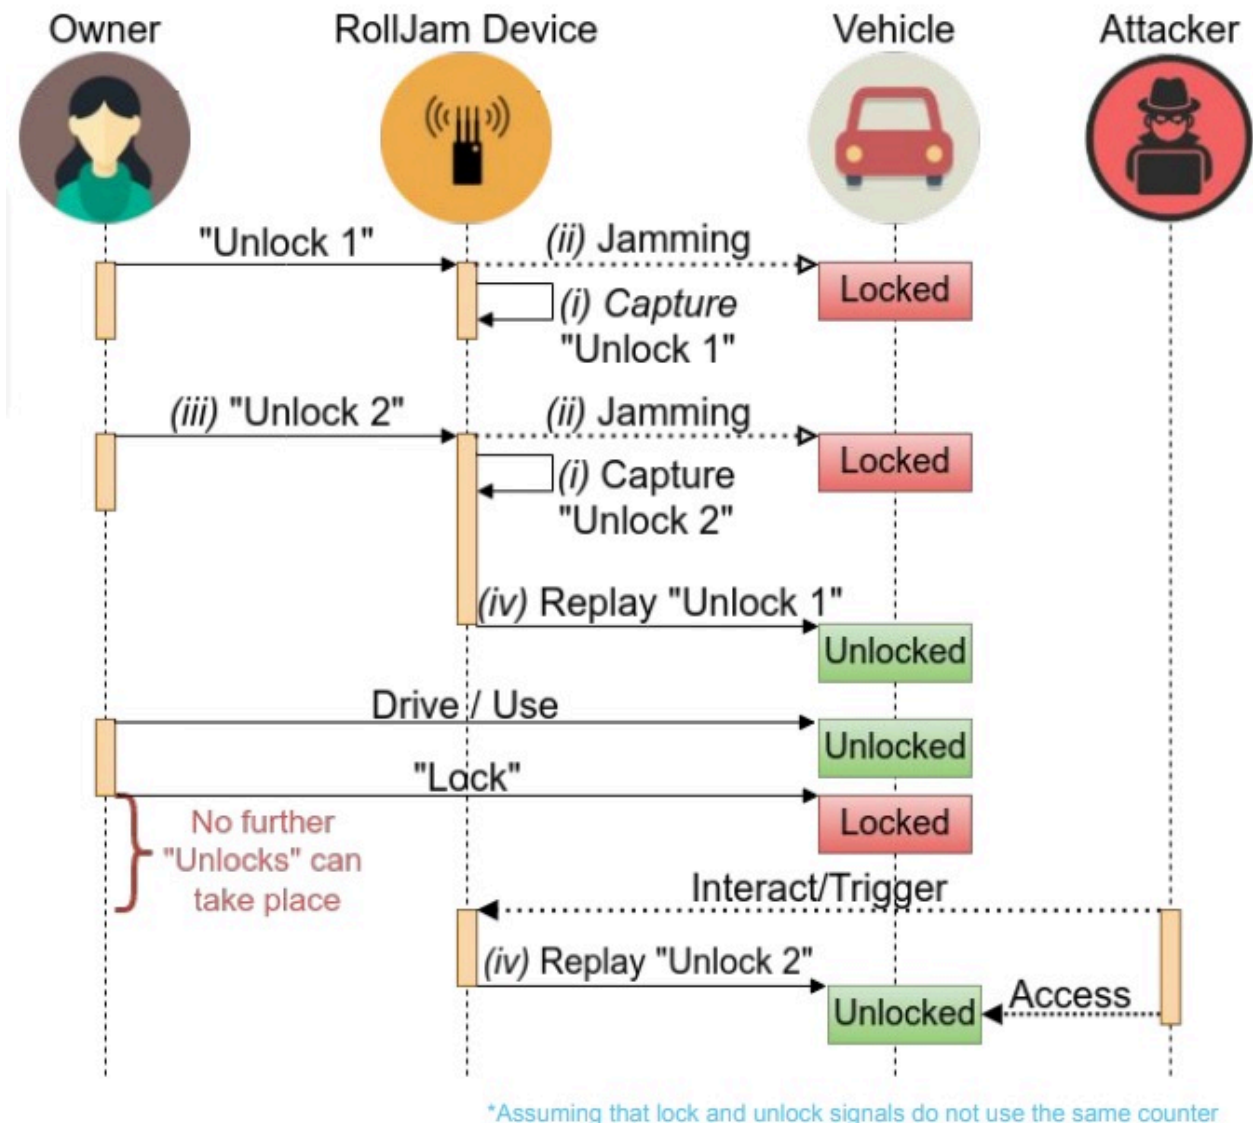 Owner
RollJam Device
Vehicle
Attacker
"Unlock 1"
(ii) Jamming
Locked
(i) Capture
"Unlock 1"
(iii) "Unlock 2"
(ii) Jamming
Locked
(i) Capture
"Unlock 2"
(iv) Replay "Unlock 1"
Unlocked
Drive / Use
Unlocked
"Lock"
Locked
No further
"Unlocks" can
take place
Interact/Trigger
(iv) Replay "Unlock 2"
Unlocked
Access
*Assuming that lock and unlock signals do not use the same counter